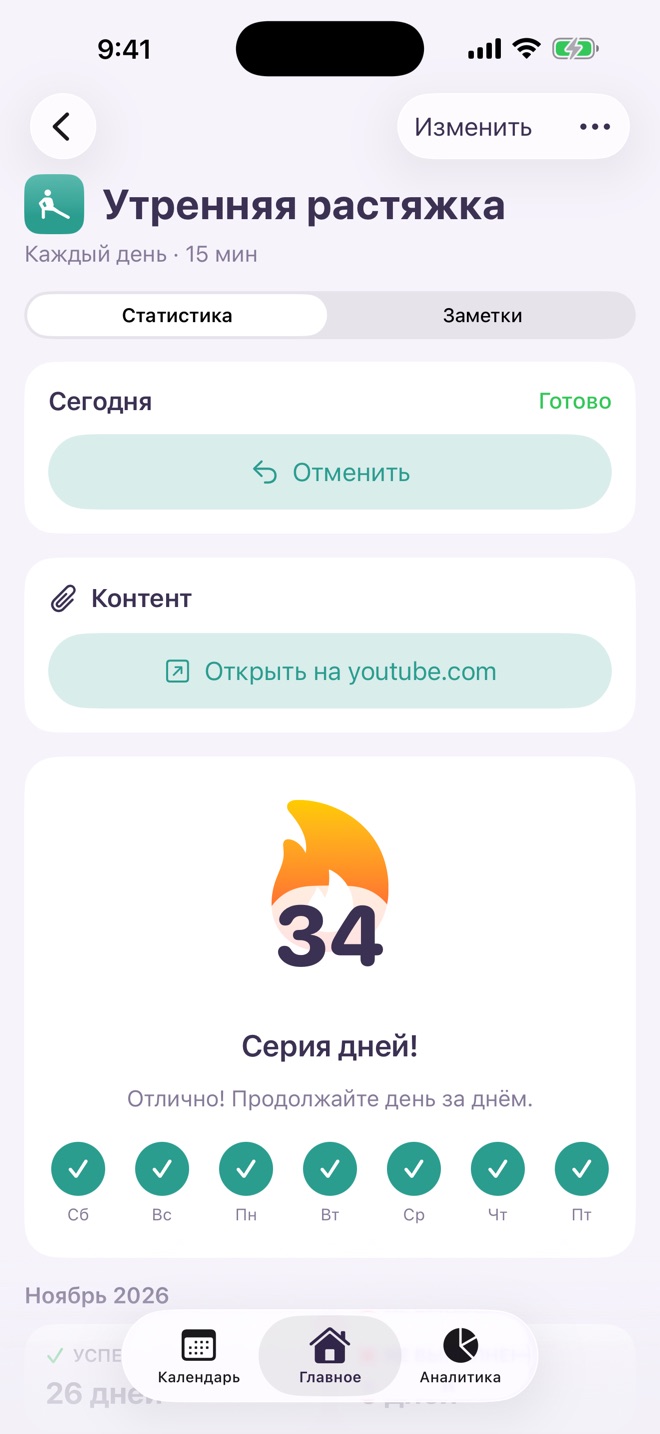 9:41
Изменить
Утренняя растяжка
Каждый день · 15 мин
Статистика Заметки
Сегодня Готово
Отменить
Контент
Открыть на youtube.com
34
Серия дней!
Отлично! Продолжайте день за днём.
Сб Вс Пн Вт Ср Чт Пт
Ноябрь 2026
26 дней
Календарь Главное Аналитика